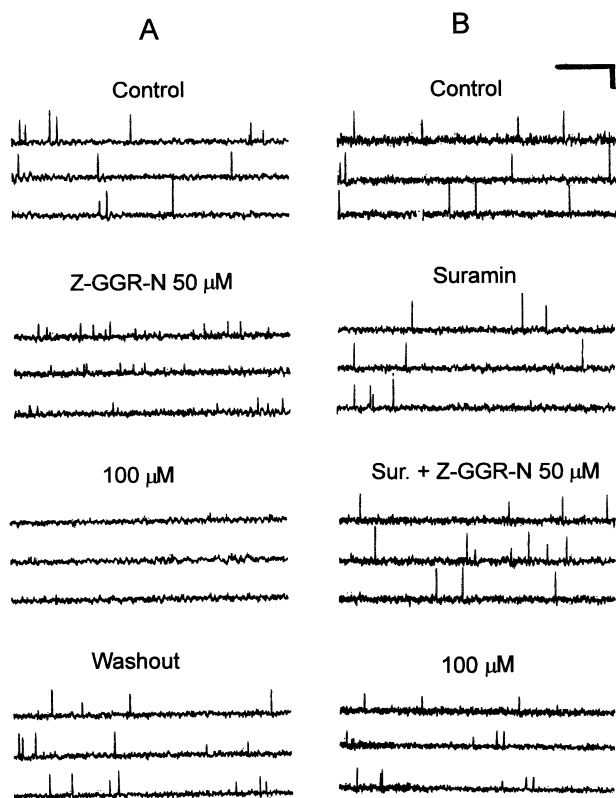 A
Control
Z-GGR-N 50 μM
100 μM
Washout
B
Control
Suramin
Sur. + Z-GGR-N 50 μM
100 μM